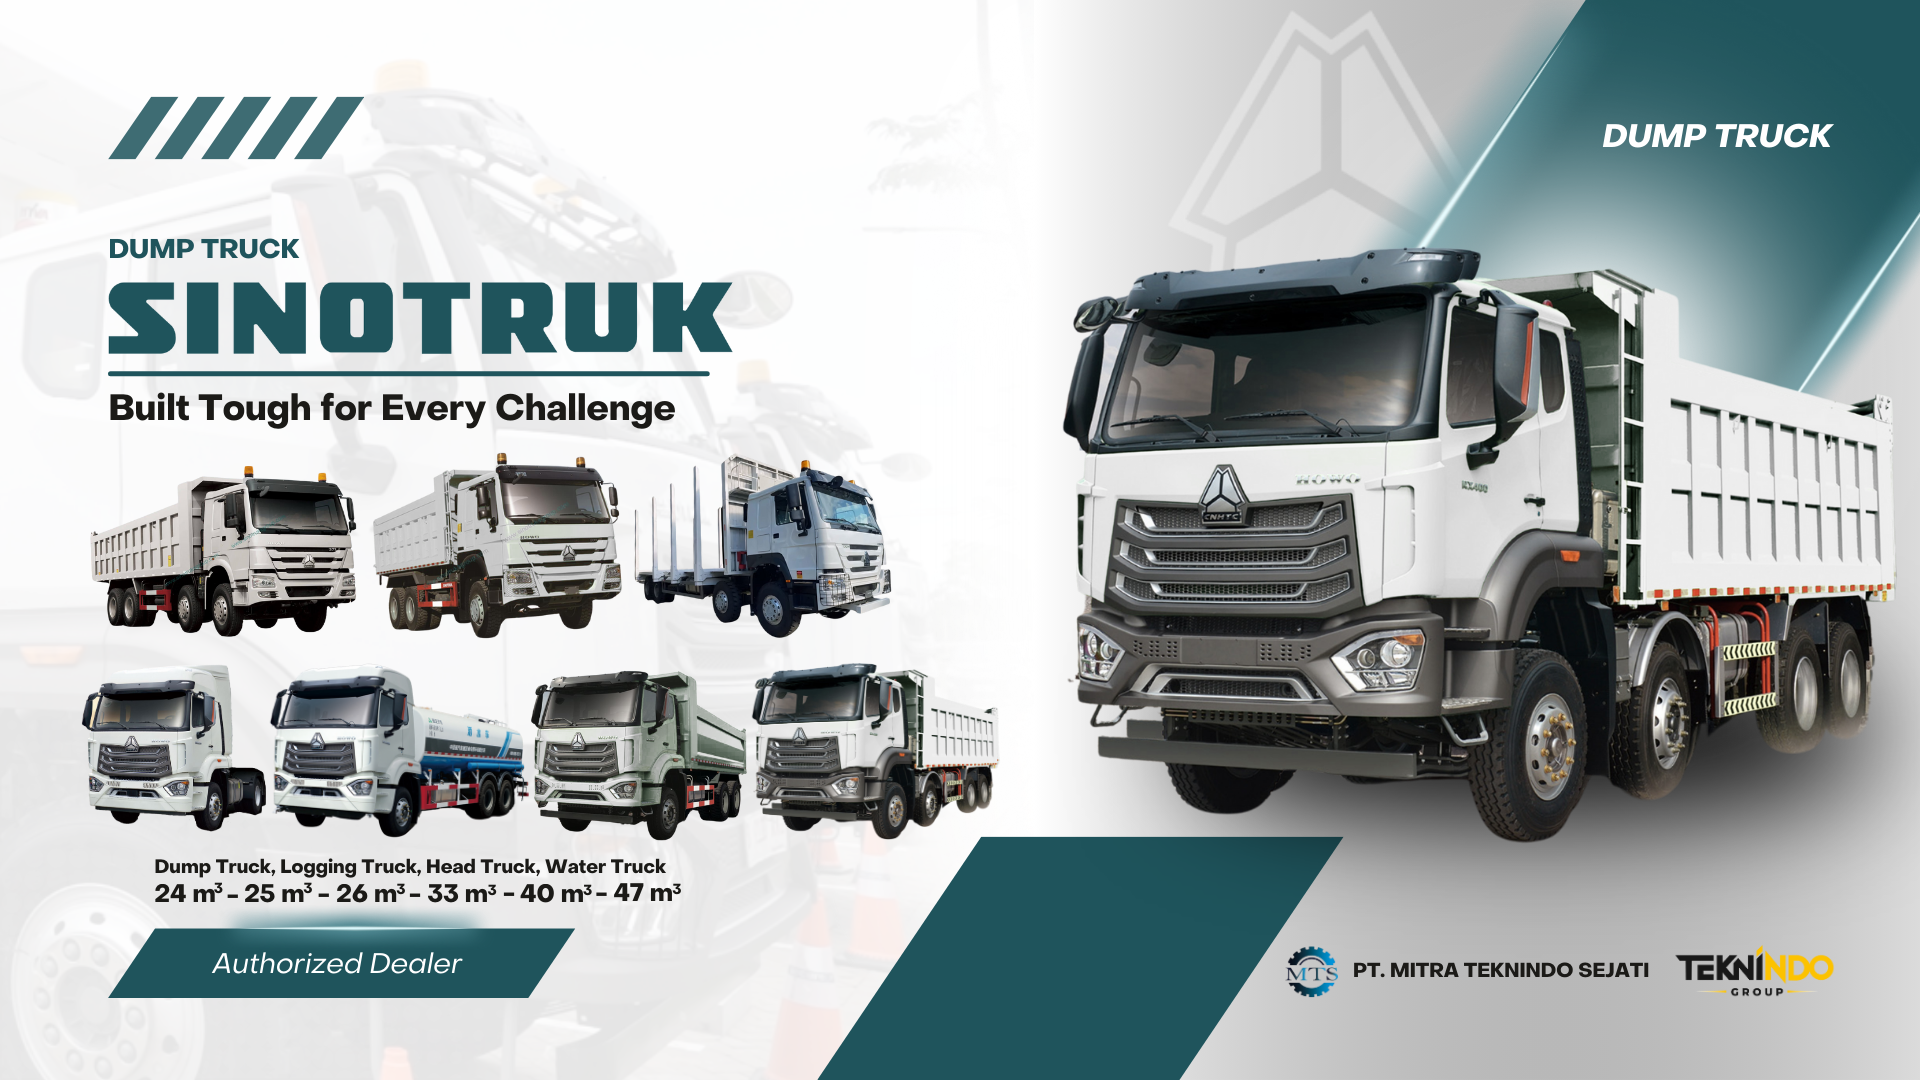 DUMP TRUCK
DUMP TRUCK
SINOTRUK
Built Tough for Every Challenge
HOWO
CNHTC
Dump Truck, Logging Truck, Head Truck, Water Truck
24 m³ - 25 m³ - 26 m³ - 33 m³ - 40 m³ - 47 m³
Authorized Dealer
MTS
PT. MITRA TEKNINDO SEJATI
TEKNINDO
GROUP